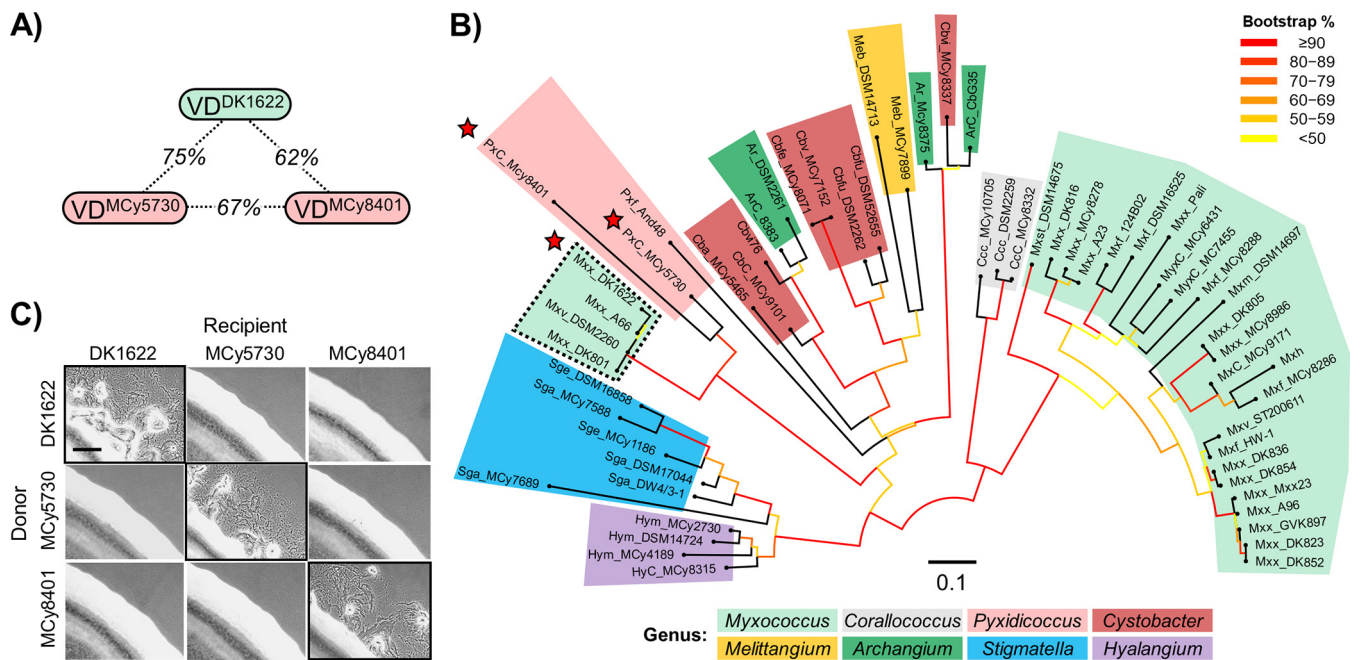 A)
VD^DK1622
75%
62%
VD^MCy5730
67%
VD^MCy8401
B)
Bootstrap %
≥90
80–89
70–79
60–69
50–59
<50
PxC_Mcy8401
Pxf_And48
PxC_MCy5730
Mxx_DK1622
Mxx_A66
Mxv_DSM2260
Mxx_DK801
Sge_DSM16858
Sga_MCy7588
Sge_MCy1186
Sga_DSM17044
Sga_DW4/3-1
Sga_MCy7689
Hym_MCy2730
Hym_DSM14724
Hym_MCy4189
HyC_MCy8315
Cba_MCy5465
Cbvi76
CbC_MCy9101
Ar_DSM2261
ArC_8383
Cbfe_MCy8071
Cbv_MCy7152
Cbfu_DSM2262
Cbfu_DSM52655
Meb_DSM14713
Meb_MCy7899
Ar_Mcy8375
Cbvi_MCy8337
ArC_CbG35
Ccc_MCy10705
Ccc_DSM2259
CcC_MCy8332
Mxst_DSM14675
Mxx_DK816
Mxx_MCy8278
Mxx_A23
Mxf_124B02
Mxf_DSM16525
Mxx_Pali
MyxC_MCy6431
MyxC_MC7455
Mxf_MCy8288
Mxm_DSM14697
Mxx_DK805
Mxx_MCy8986
MxC_MCy9171
Mxh
Mxf_MCy8286
Mxv_ST200611
Mxf_HW-1
Mxx_DK836
Mxx_DK854
Mxx_Mxx23
Mxx_A96
Mxx_GVK897
Mxx_DK823
Mxx_DK852
0.1
Genus:
Myxococcus
Corallococcus
Pyxidicoccus
Cystobacter
Melittangium
Archangium
Stigmatella
Hyalangium
C)
Recipient
DK1622
MCy5730
MCy8401
Donor
DK1622
MCy5730
MCy8401